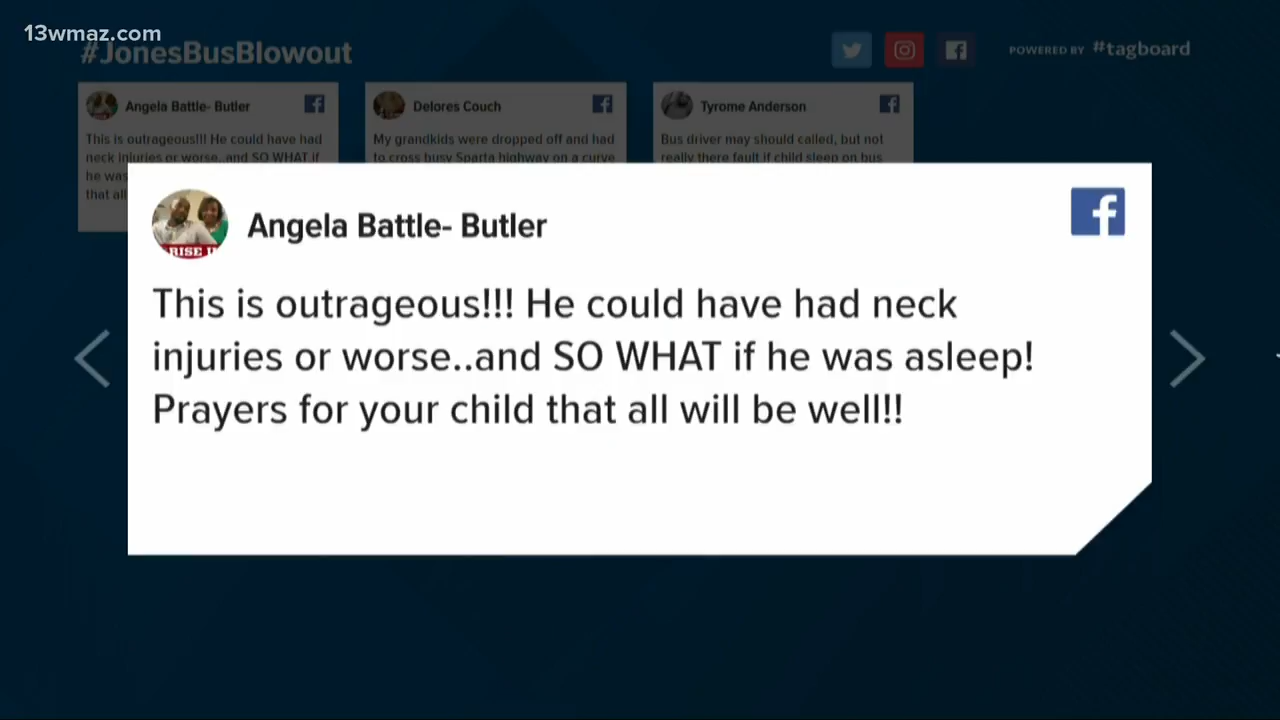 13wmaz.com
#JonesBusBlowout
POWERED BY #tagboard
Angela Battle- Butler
This is outrageous!!! He could have had
neck injuries or worse..and SO WHAT if
he was
that all
Delores Couch
My grandkids were dropped off and had
to cross busy Sparta highway on a curve
Tyrome Anderson
Bus driver may should called, but not
really there fault if child sleep on bus
Angela Battle- Butler
RISE
This is outrageous!!! He could have had neck
injuries or worse..and SO WHAT if he was asleep!
Prayers for your child that all will be well!!